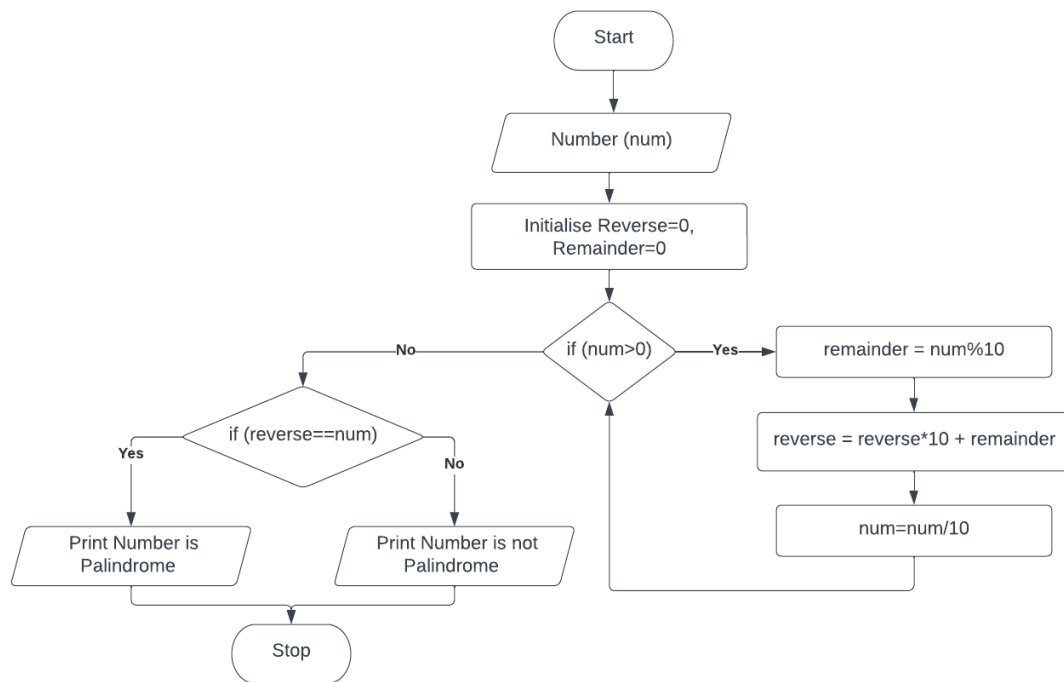 Start
Number (num)
Initialise Reverse=0,
Remainder=0
if (num>0)
No
Yes
remainder = num%10
reverse = reverse*10 + remainder
num=num/10
if (reverse==num)
Yes
No
Print Number is
Palindrome
Print Number is not
Palindrome
Stop